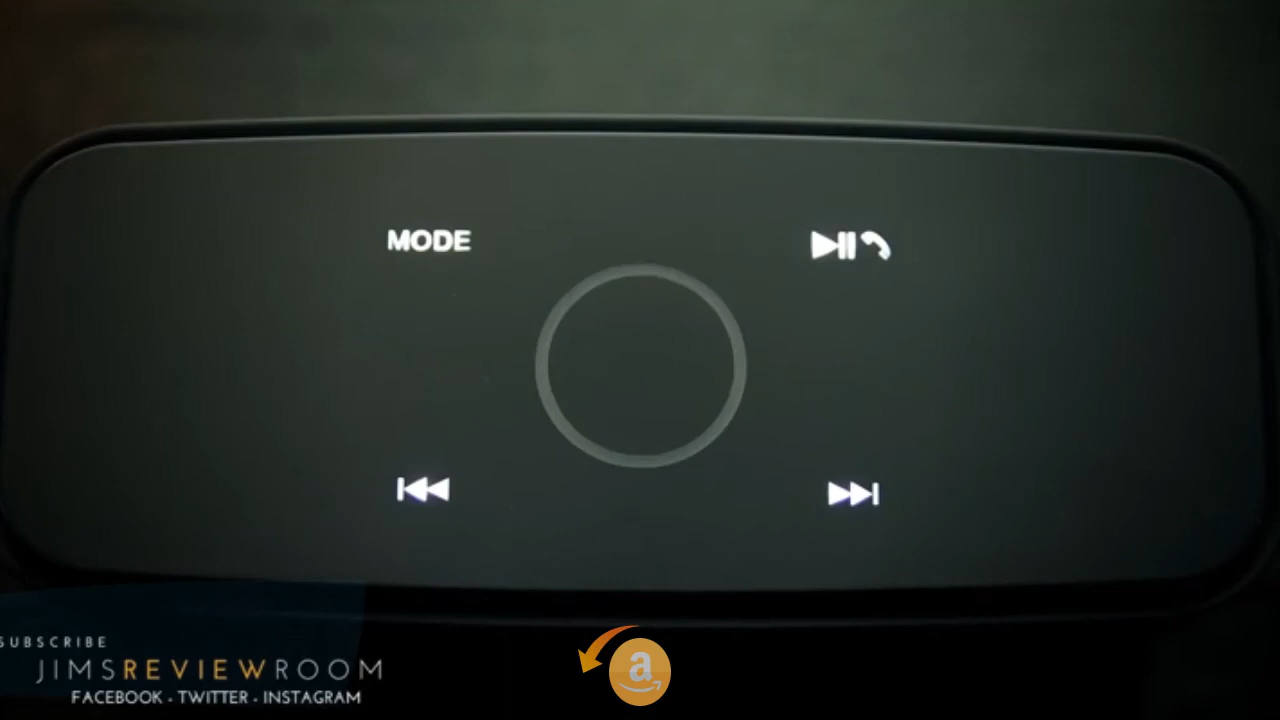 MODE
SUBSCRIBE
JIMSREVIEWROOM
FACEBOOK - TWITTER - INSTAGRAM
a